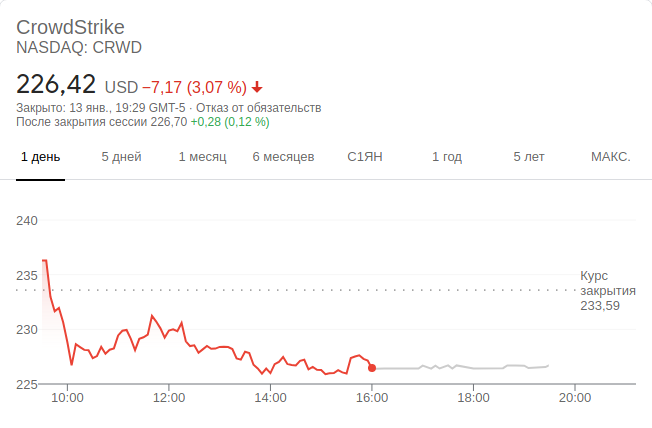 CrowdStrike
NASDAQ: CRWD
226,42 USD −7,17 (3,07 %)
Закрыто: 13 янв., 19:29 GMT-5 · Отказ от обязательств
После закрытия сессии 226,70 +0,28 (0,12 %)
1 день 5 дней 1 месяц 6 месяцев С1ЯН 1 год 5 лет МАКС.
240
235
Курс
закрытия
233,59
230
225
10:00 12:00 14:00 16:00 18:00 20:00